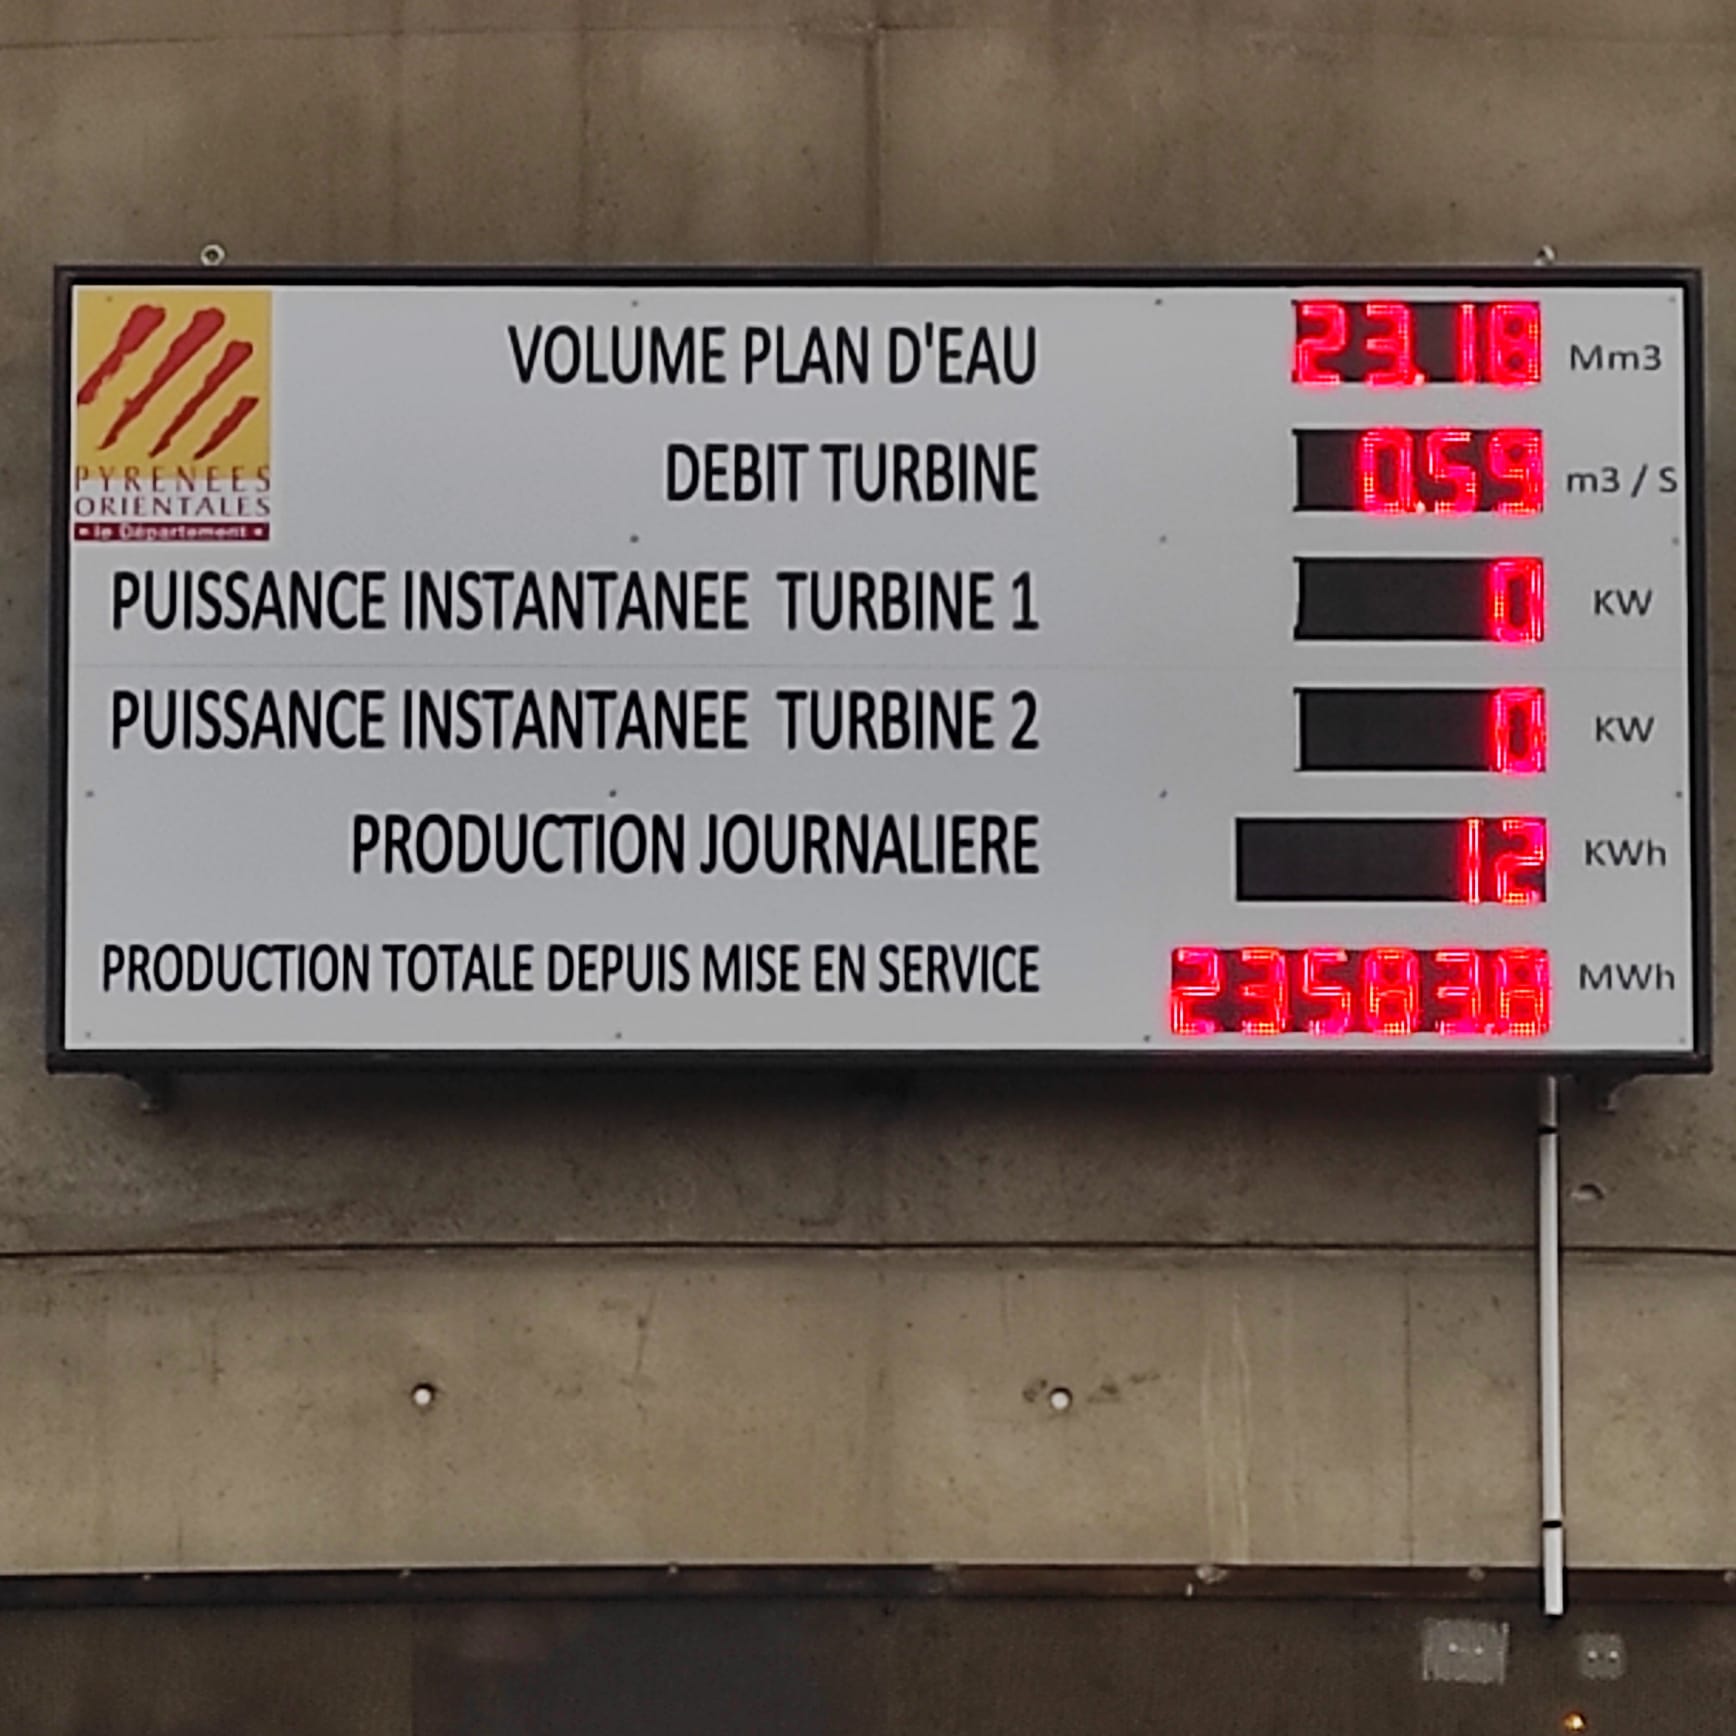 VOLUME PLAN D'EAU 23.18 Mm3
DEBIT TURBINE 0.59 m3 / S
PYRENEES
ORIENTALES
le Département
PUISSANCE INSTANTANEE TURBINE 1 0 KW
PUISSANCE INSTANTANEE TURBINE 2 0 KW
PRODUCTION JOURNALIERE 12 KWh
PRODUCTION TOTALE DEPUIS MISE EN SERVICE 235838 MWh